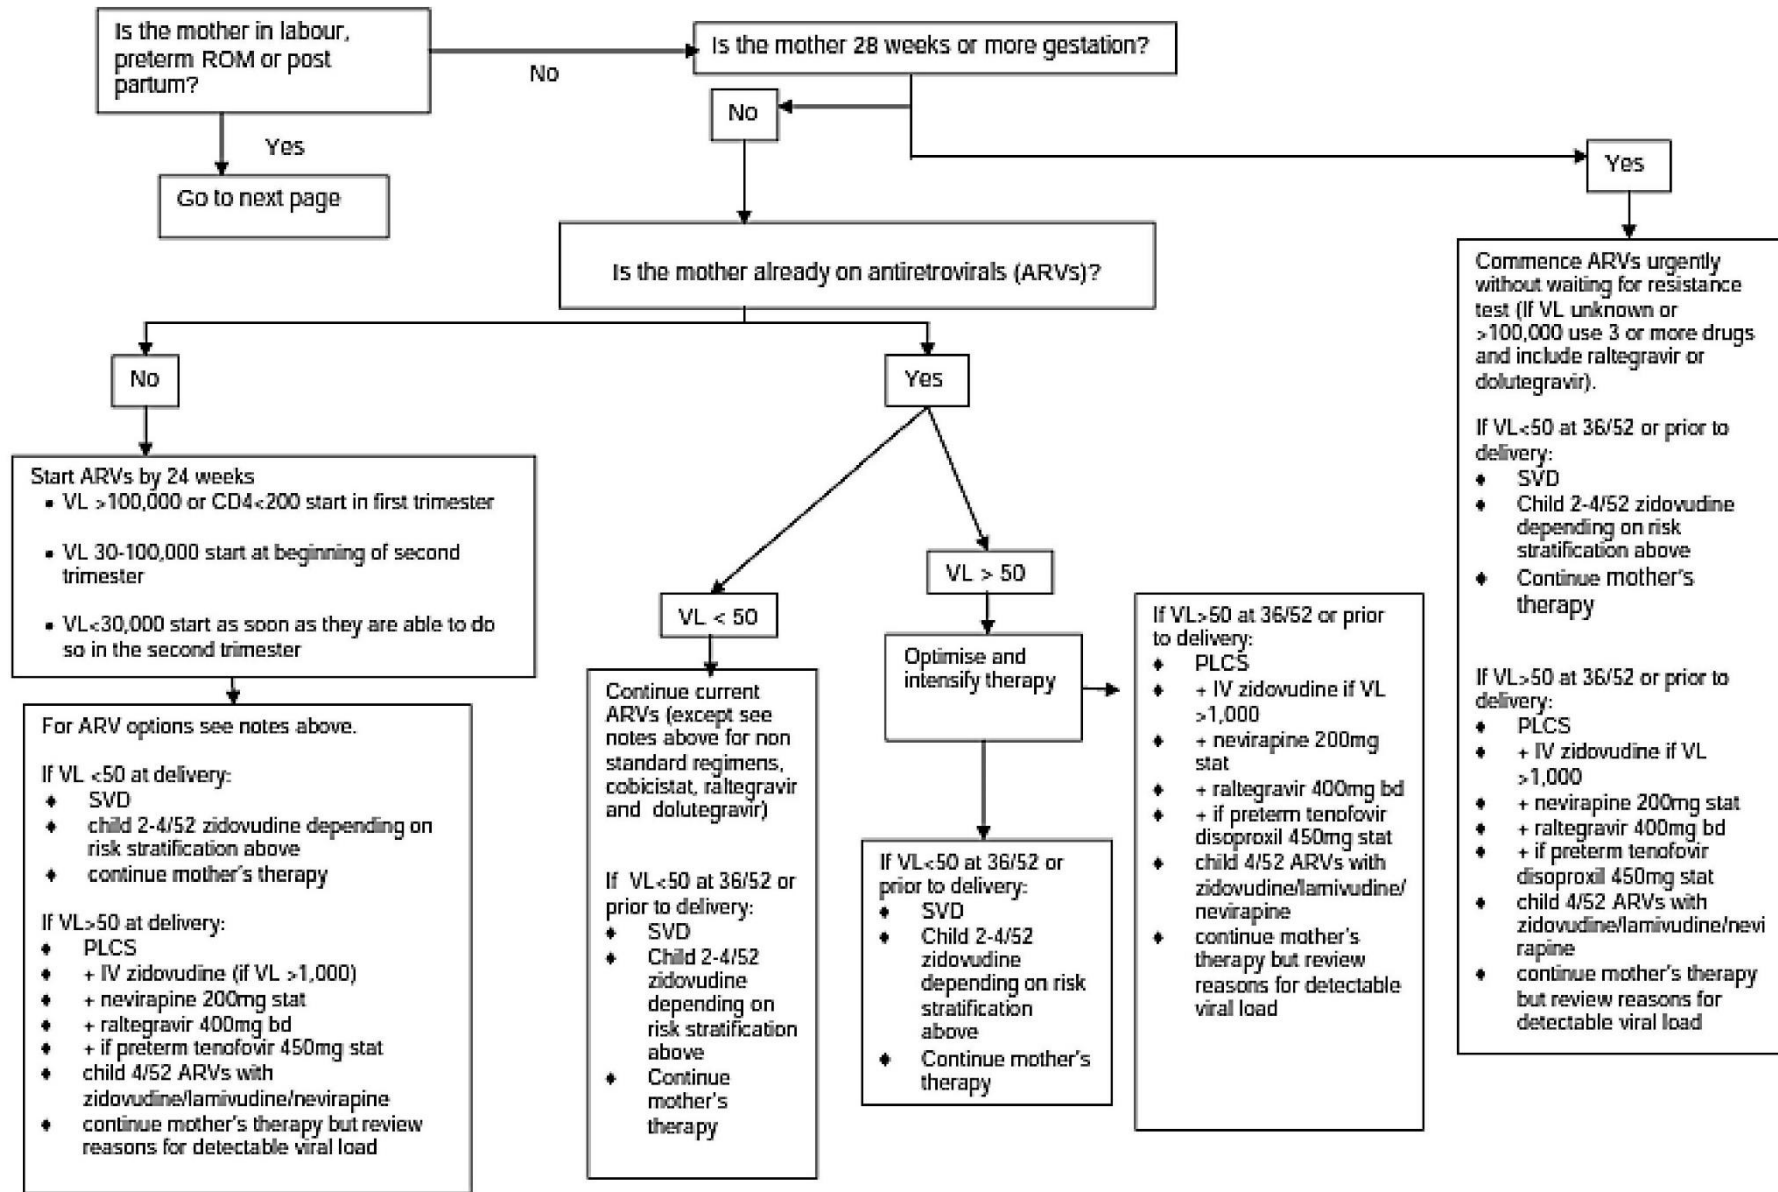 Is the mother in labour,
preterm ROM or post
partum?
No
Is the mother 28 weeks or more gestation?
Yes
Go to next page
No
Yes
Is the mother already on antiretrovirals (ARVs)?
No
Yes
Start ARVs by 24 weeks
• VL >100,000 or CD4<200 start in first trimester
• VL 30-100,000 start at beginning of second
trimester
• VL<30,000 start as soon as they are able to do
so in the second trimester
For ARV options see notes above.
If VL <50 at delivery:
♦ SVD
♦ child 2-4/52 zidovudine depending on
risk stratification above
♦ continue mother's therapy
If VL>50 at delivery:
♦ PLCS
♦ + IV zidovudine (if VL >1,000)
♦ + nevirapine 200mg stat
♦ + raltegravir 400mg bd
♦ + if preterm tenofovir 450mg stat
♦ child 4/52 ARVs with
zidovudine/lamivudine/nevirapine
♦ continue mother's therapy but review
reasons for detectable viral load
VL < 50
Continue current
ARVs (except see
notes above for non
standard regimens,
cobicistat, raltegravir
and dolutegravir)
If VL<50 at 36/52 or
prior to delivery:
♦ SVD
♦ Child 2-4/52
zidovudine
depending on
risk stratification
above
♦ Continue
mother's
therapy
VL > 50
Optimise and
intensify therapy
If VL<50 at 36/52 or
prior to delivery:
♦ SVD
♦ Child 2-4/52
zidovudine
depending on risk
stratification
above
♦ Continue mother's
therapy
If VL>50 at 36/52 or prior
to delivery:
♦ PLCS
♦ + IV zidovudine if VL
>1,000
♦ + nevirapine 200mg
stat
♦ + raltegravir 400mg bd
♦ + if preterm tenofovir
disoproxil 450mg stat
♦ child 4/52 ARVs with
zidovudine/lamivudine/
nevirapine
♦ continue mother's
therapy but review
reasons for detectable
viral load
Commence ARVs urgently
without waiting for resistance
test (If VL unknown or
>100,000 use 3 or more drugs
and include raltegravir or
dolutegravir).
If VL<50 at 36/52 or prior to
delivery:
♦ SVD
♦ Child 2-4/52 zidovudine
depending on risk
stratification above
♦ Continue mother's
therapy
If VL>50 at 36/52 or prior to
delivery:
♦ PLCS
♦ + IV zidovudine if VL
>1,000
♦ + nevirapine 200mg stat
♦ + raltegravir 400mg bd
♦ + if preterm tenofovir
disoproxil 450mg stat
♦ child 4/52 ARVs with
zidovudine/lamivudine/nevi
rapine
♦ continue mother's therapy
but review reasons for
detectable viral load